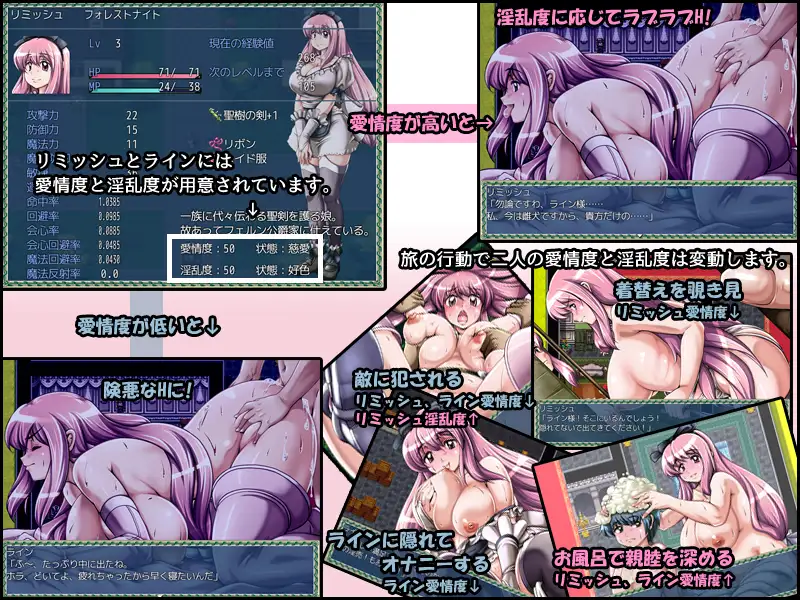 リミッシュ　フォレストナイト
Lv 3　現在の経験値
268
HP 71/ 71　次のレベルまで
MP 24/ 38
105
攻撃力 22　聖樹の剣+1
防御力 15
魔法力 11　リボン
イド服
リミッシュとラインには
愛情度と淫乱度が用意されています。
↓
命中率 1.0385
回避率 0.0985　一族に代々伝わる聖剣を護る娘。
会心率 0.0885　故あってフェルン公爵家に仕えている。
会心回避率 0.0485　愛情度：50　状態：慈愛
魔法回避率 0.0430
魔法反射率 0.0　淫乱度：50　状態：好色
愛情度が高いと→
淫乱度に応じてラブラブH!
リミッシュ
「勿論ですわ、ライン様……
私、今は雌犬ですから、貴方だけの……」
旅の行動で二人の愛情度と淫乱度は変動します。
愛情度が低いと↓
険悪なHに!
ライン
「ふ〜、たっぷり中に出たね。
ホラ、どいてよ、疲れちゃったから早く寝たいんだ」
敵に犯される
リミッシュ、ライン愛情度↓
リミッシュ淫乱度↑
着替えを覗き見
リミッシュ愛情度↓
リミッシュ
「ライン様！そこにいるんでしょう！
隠れてないで出てきてください！」
ラインに隠れて
オナニーする
ライン愛情度↓
お風呂で親睦を深める
リミッシュ、ライン愛情度↑